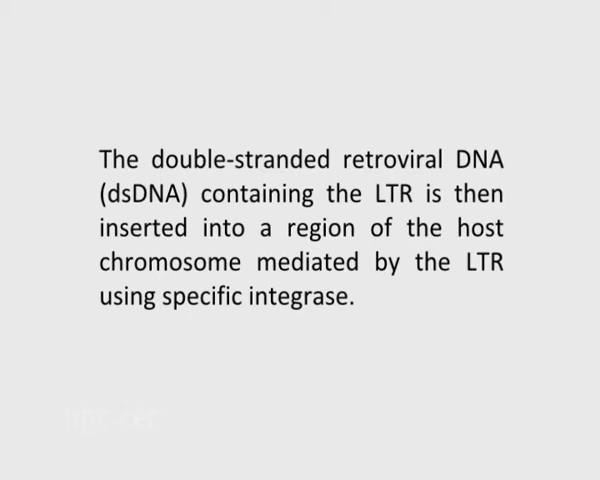 The double-stranded retroviral DNA
(dsDNA) containing the LTR is then
inserted into a region of the host
chromosome mediated by the LTR
using specific integrase.